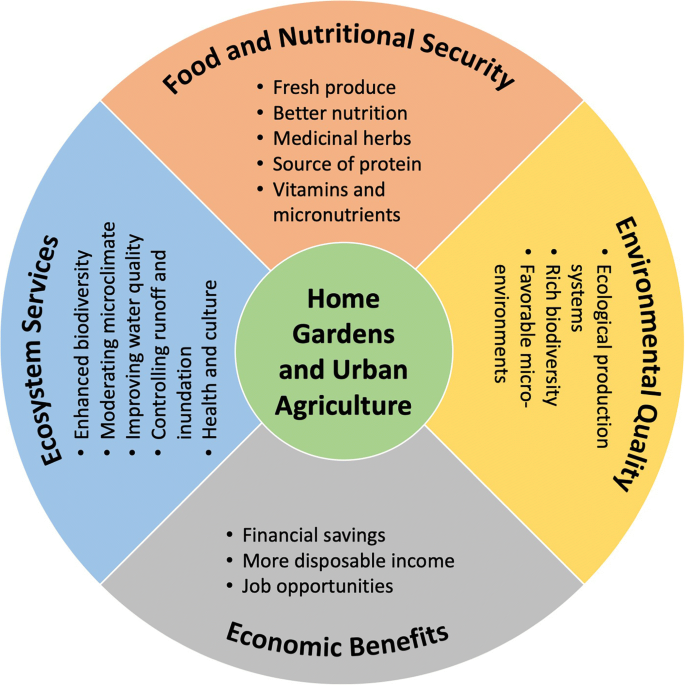 Food and Nutritional Security
• Fresh produce
• Better nutrition
• Medicinal herbs
• Source of protein
• Vitamins and
micronutrients
Environmental Quality
• Ecological production
systems
• Rich biodiversity
• Favorable micro-
environments
Economic Benefits
• Financial savings
• More disposable income
• Job opportunities
Ecosystem Services
• Enhanced biodiversity
• Moderating microclimate
• Improving water quality
• Controlling runoff and
inundation
• Health and culture
Home
Gardens
and Urban
Agriculture